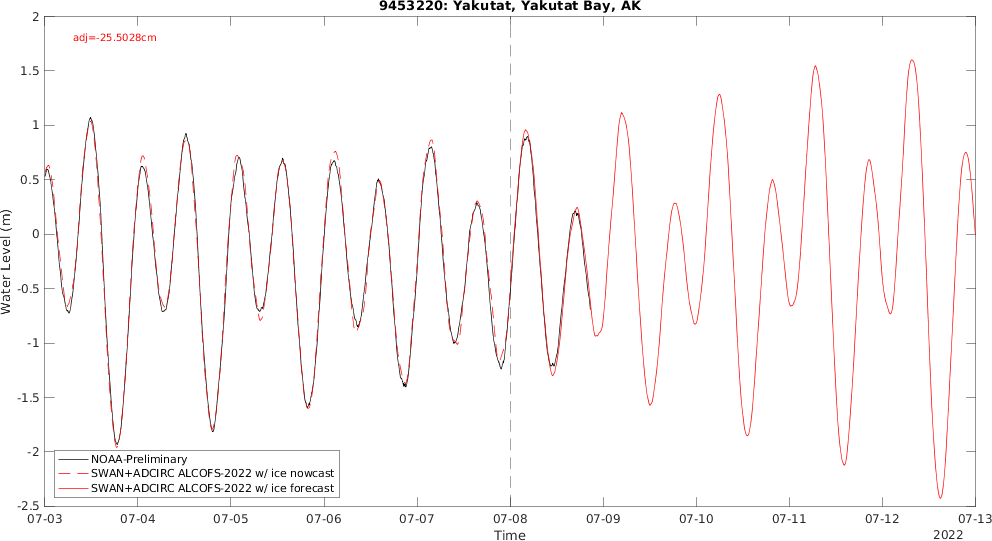 9453220: Yakutat, Yakutat Bay, AK
adj=-25.5028cm
2
1.5
1
0.5
0
-0.5
-1
-1.5
-2
-2.5
Water Level (m)
NOAA-Preliminary
SWAN+ADCIRC ALCOFS-2022 w/ ice nowcast
SWAN+ADCIRC ALCOFS-2022 w/ ice forecast
07-03 07-04 07-05 07-06 07-07 07-08 07-09 07-10 07-11 07-12 07-13
Time
2022